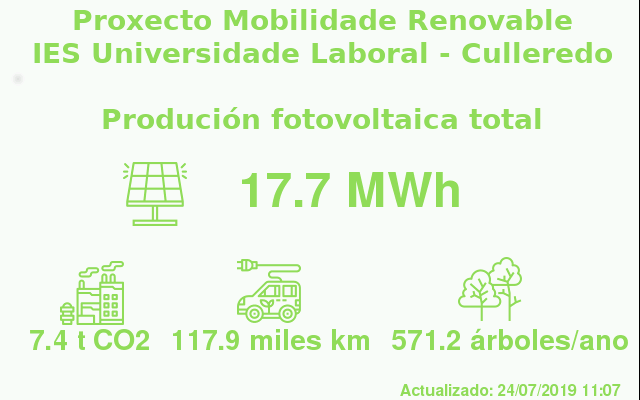 Proxecto Mobilidade Renovable
IES Universidade Laboral - Culleredo
Produción fotovoltaica total
17.7 MWh
7.4 t CO2 117.9 miles km 571.2 árboles/ano
Actualizado: 24/07/2019 11:07